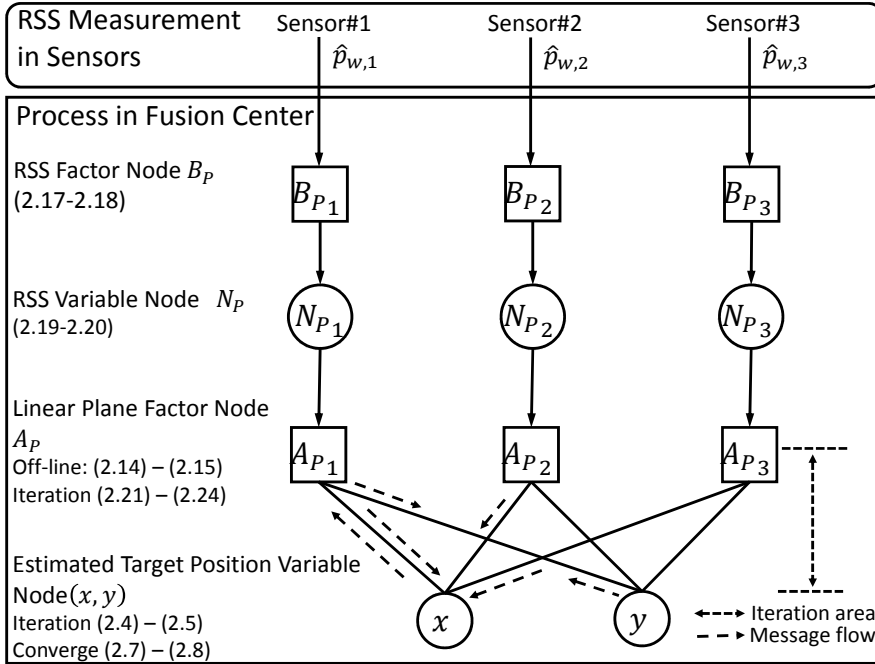 RSS Measurement
in Sensors
Sensor#1
Sensor#2
Sensor#3
p̂w,1
p̂w,2
p̂w,3
Process in Fusion Center
RSS Factor Node BP
(2.17-2.18)
BP1
BP2
BP3
RSS Variable Node NP
(2.19-2.20)
NP1
NP2
NP3
Linear Plane Factor Node
AP
Off-line: (2.14) – (2.15)
Iteration (2.21) – (2.24)
AP1
AP2
AP3
Estimated Target Position Variable
Node(x, y)
Iteration (2.4) – (2.5)
Converge (2.7) – (2.8)
x
y
Iteration area
Message flow